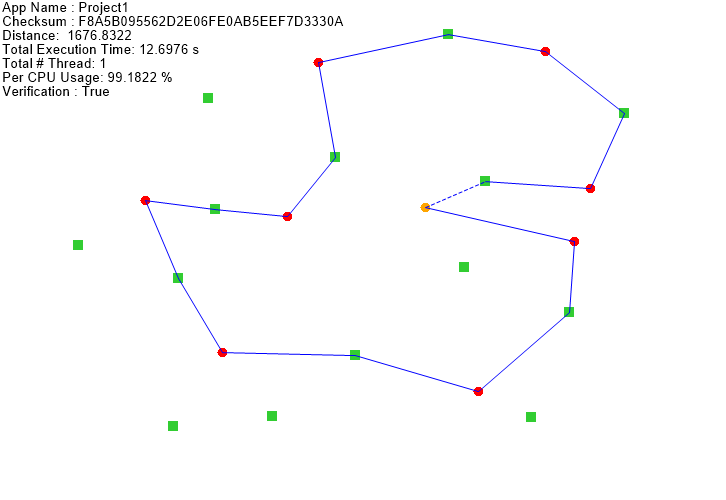 App Name : Project1
Checksum : F8A5B095562D2E06FE0AB5EEF7D3330A
Distance:  1676.8322
Total Execution Time: 12.6976 s
Total # Thread: 1
Per CPU Usage: 99.1822 %
Verification : True